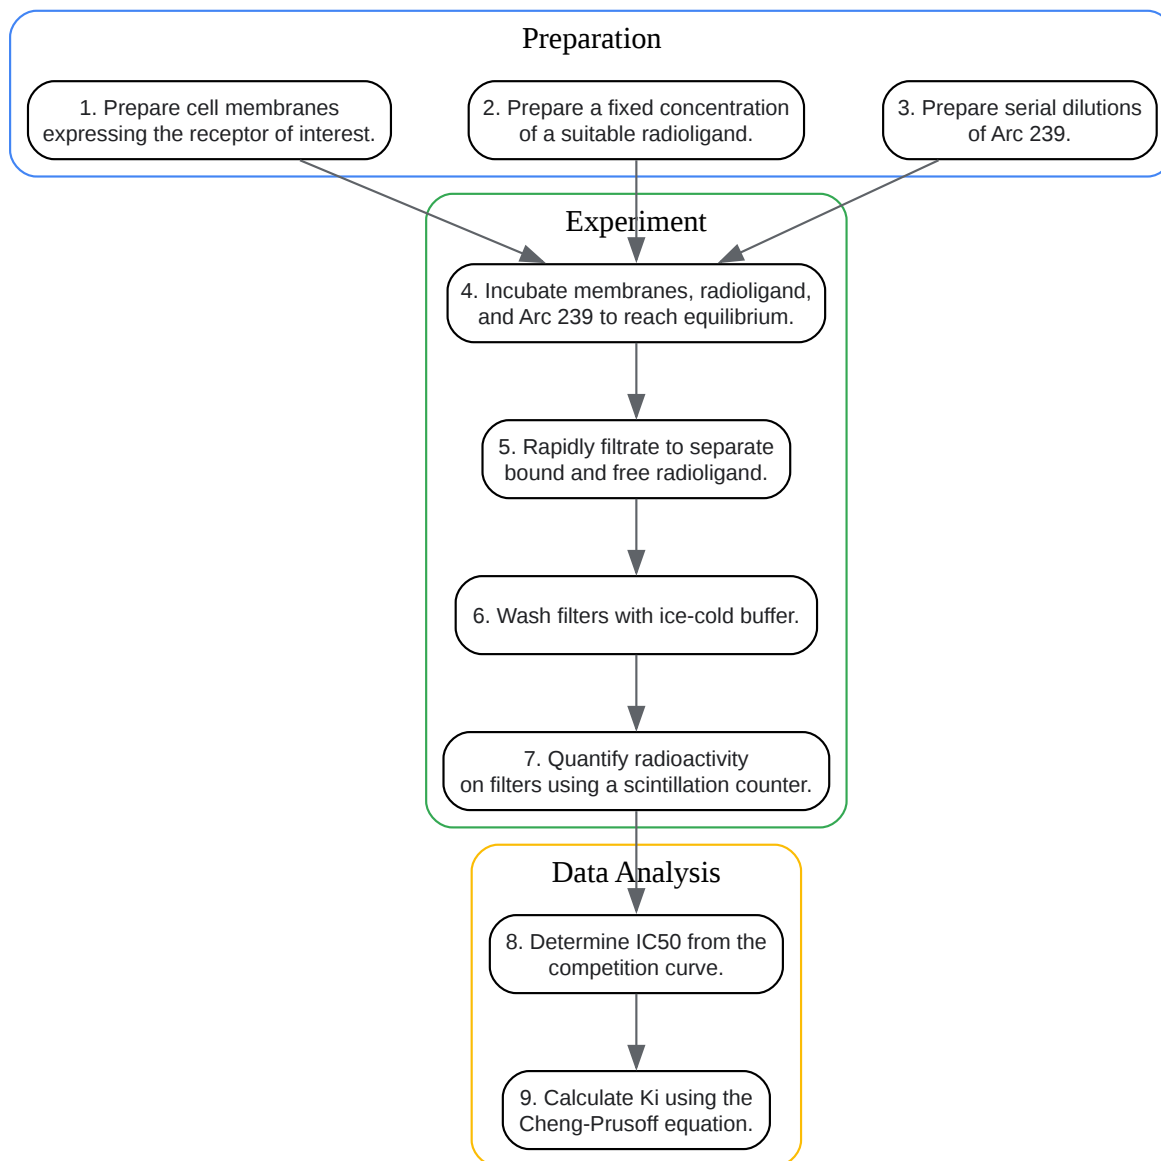 Preparation
1. Prepare cell membranes
expressing the receptor of interest.
2. Prepare a fixed concentration
of a suitable radioligand.
3. Prepare serial dilutions
of Arc 239.
Experiment
4. Incubate membranes, radioligand,
and Arc 239 to reach equilibrium.
5. Rapidly filtrate to separate
bound and free radioligand.
6. Wash filters with ice-cold buffer.
7. Quantify radioactivity
on filters using a scintillation counter.
Data Analysis
8. Determine IC50 from the
competition curve.
9. Calculate Ki using the
Cheng-Prusoff equation.